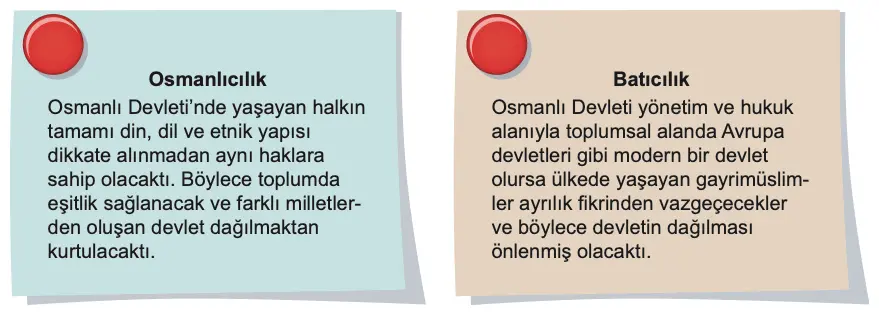 Osmanlıcılık
Osmanlı Devleti’nde yaşayan halkın
tamamı din, dil ve etnik yapısı
dikkate alınmadan aynı haklara
sahip olacaktı. Böylece toplumda
eşitlik sağlanacak ve farklı milletler-
den oluşan devlet dağılmaktan
kurtulacaktı.
Batıcılık
Osmanlı Devleti yönetim ve hukuk
alanıyla toplumsal alanda Avrupa
devletleri gibi modern bir devlet
olursa ülkede yaşayan gayrimüslim-
ler ayrılık fikrinden vazgeçecekler
ve böylece devletin dağılması
önlenmiş olacaktı.